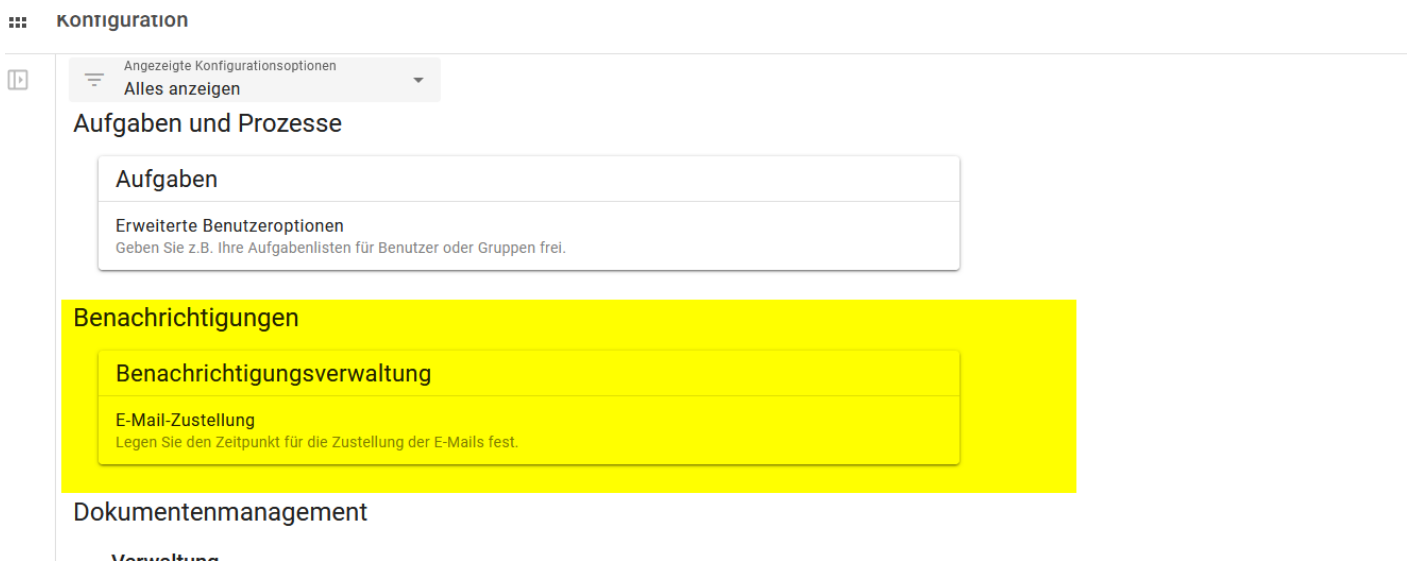 Konfiguration
Angezeigte Konfigurationsoptionen
Alles anzeigen
Aufgaben und Prozesse
Aufgaben
Erweiterte Benutzeroptionen
Geben Sie z.B. Ihre Aufgabenlisten für Benutzer oder Gruppen frei.
Benachrichtigungen
Benachrichtigungsverwaltung
E-Mail-Zustellung
Legen Sie den Zeitpunkt für die Zustellung der E-Mails fest.
Dokumentenmanagement
Verwaltung